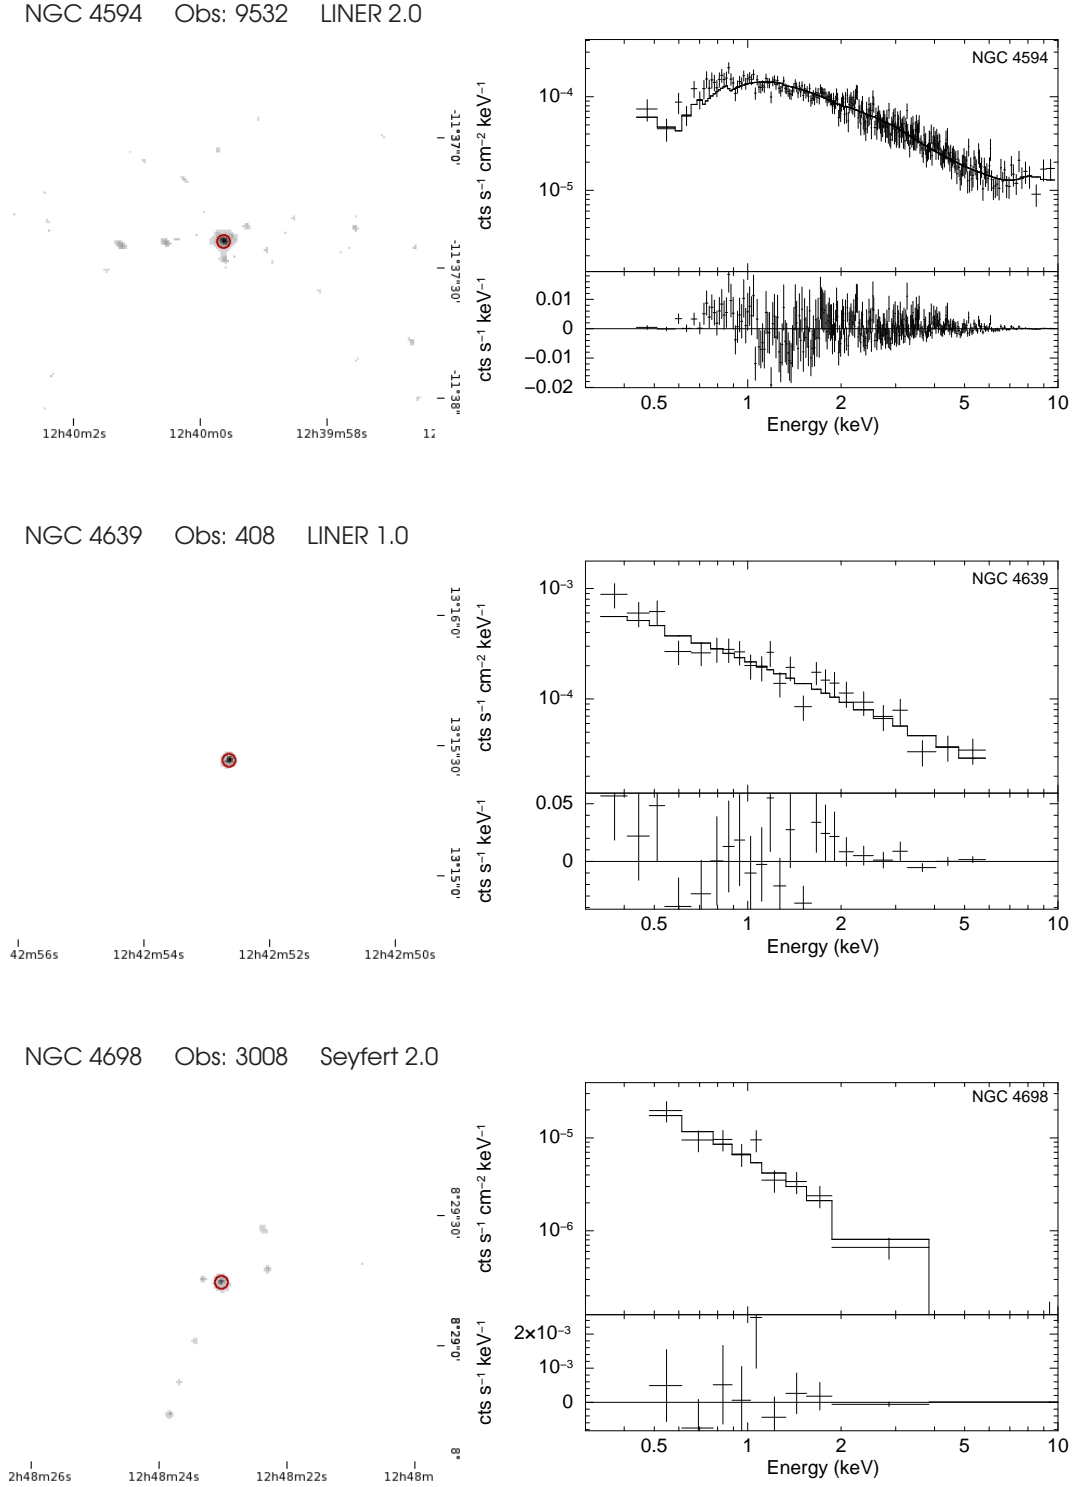 NGC 4594 Obs: 9532 LINER 2.0
-11°37'0"
-11°37'30"
-11°38"
12h40m2s 12h40m0s 12h39m58s 12
NGC 4594
cts s⁻¹ cm⁻² keV⁻¹
10⁻⁴
10⁻⁵
cts s⁻¹ keV⁻¹
0.01
0
−0.01
−0.02
0.5 1 2 5 10
Energy (keV)
NGC 4639 Obs: 408 LINER 1.0
13°16'0"
13°15'30"
13°15'0"
42m56s 12h42m54s 12h42m52s 12h42m50s
NGC 4639
cts s⁻¹ cm⁻² keV⁻¹
10⁻³
10⁻⁴
cts s⁻¹ keV⁻¹
0.05
0
0.5 1 2 5 10
Energy (keV)
NGC 4698 Obs: 3008 Seyfert 2.0
8°29'30"
8°29'0"
8°
2h48m26s 12h48m24s 12h48m22s 12h48m
NGC 4698
cts s⁻¹ cm⁻² keV⁻¹
10⁻⁵
10⁻⁶
cts s⁻¹ keV⁻¹
2×10⁻³
10⁻³
0
0.5 1 2 5 10
Energy (keV)